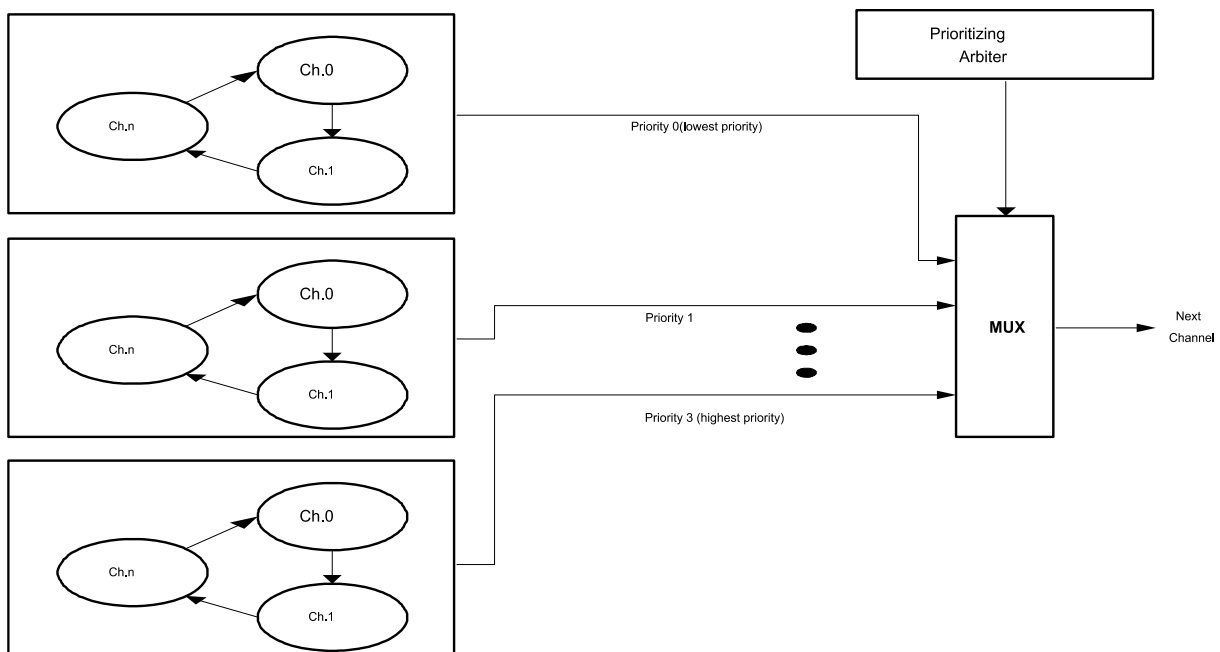 Ch.0
Ch.n
Ch.1
Priority 0(lowest priority)
Prioritizing
Arbiter
Ch.0
Ch.n
Ch.1
Priority 1
MUX
Next
Channel
Priority 3 (highest priority)
Ch.0
Ch.n
Ch.1